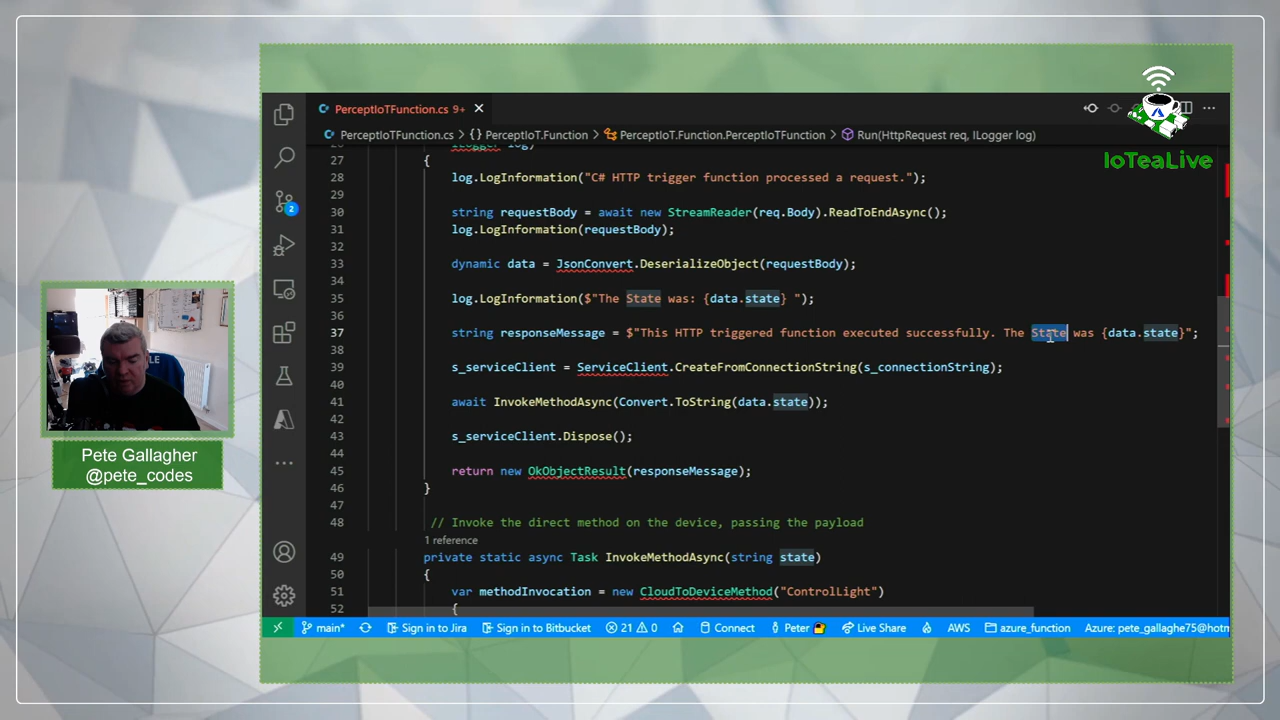 PerceptIoTFunction.cs 9+
IoTeaLive
PerceptIoTFunction.cs
PerceptIoT.Function
PerceptIoT.Function.PerceptIoTFunction
Run(HttpRequest req, ILogger log)
26 ILogger log)
27 {
28 log.LogInformation("C# HTTP trigger function processed a request.");
29
30 string requestBody = await new StreamReader(req.Body).ReadToEndAsync();
31 log.LogInformation(requestBody);
32
33 dynamic data = JsonConvert.DeserializeObject(requestBody);
34
35 log.LogInformation($"The State was: {data.state} ");
36
37 string responseMessage = $"This HTTP triggered function executed successfully. The State was {data.state}";
38
39 s_serviceClient = ServiceClient.CreateFromConnectionString(s_connectionString);
40
41 await InvokeMethodAsync(Convert.ToString(data.state));
42
43 s_serviceClient.Dispose();
44
45 return new OkObjectResult(responseMessage);
46 }
47
48 // Invoke the direct method on the device, passing the payload
1 reference
49 private static async Task InvokeMethodAsync(string state)
50 {
51 var methodInvocation = new CloudToDeviceMethod("ControlLight")
52 {
2
Pete Gallagher
@pete_codes
main* Sign in to Jira Sign in to Bitbucket 21 0 Connect Peter Live Share AWS azure_function Azure: pete_gallaghe75@hotm